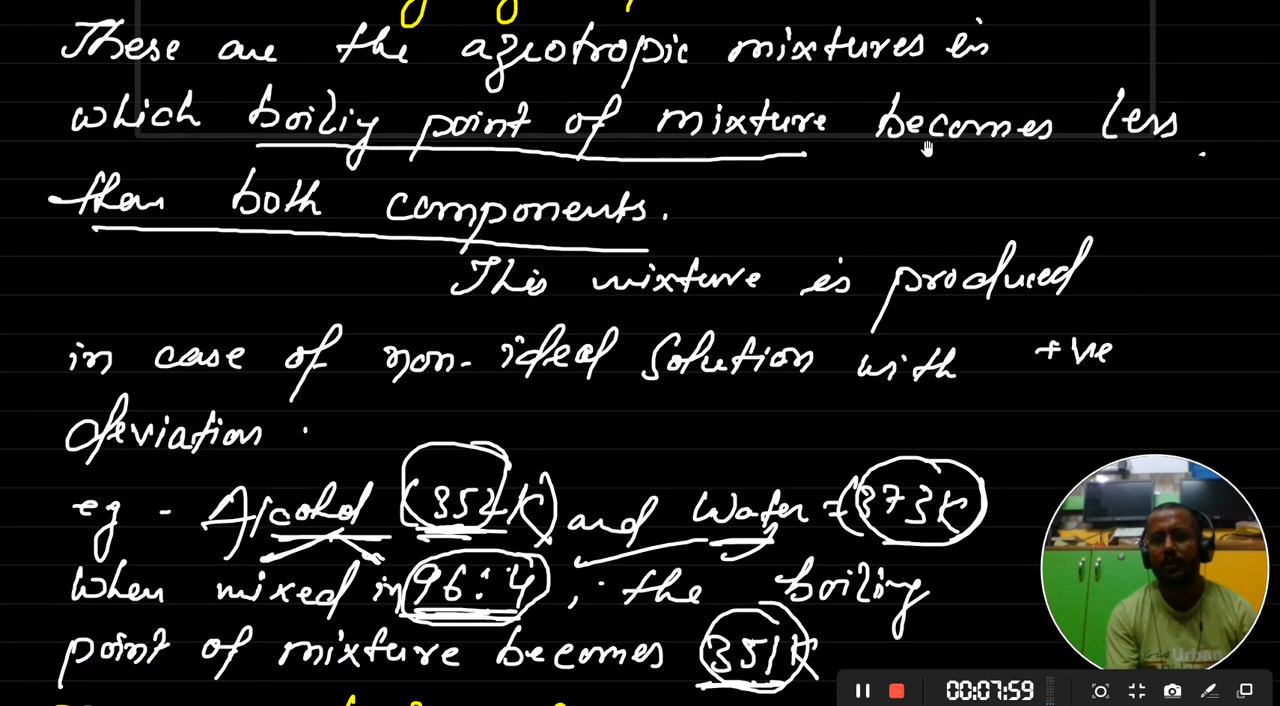 These are the azeotropic mixtures in
which boiliy point of mixture becomes less
than both components.
This mixture is produced
in case of non-ideal solution with +ve
deviation.
eg - Alcohol (352K) and Water - (373K)
when mixed in 96:4, the boiling
point of mixture becomes 351K
00:07:59